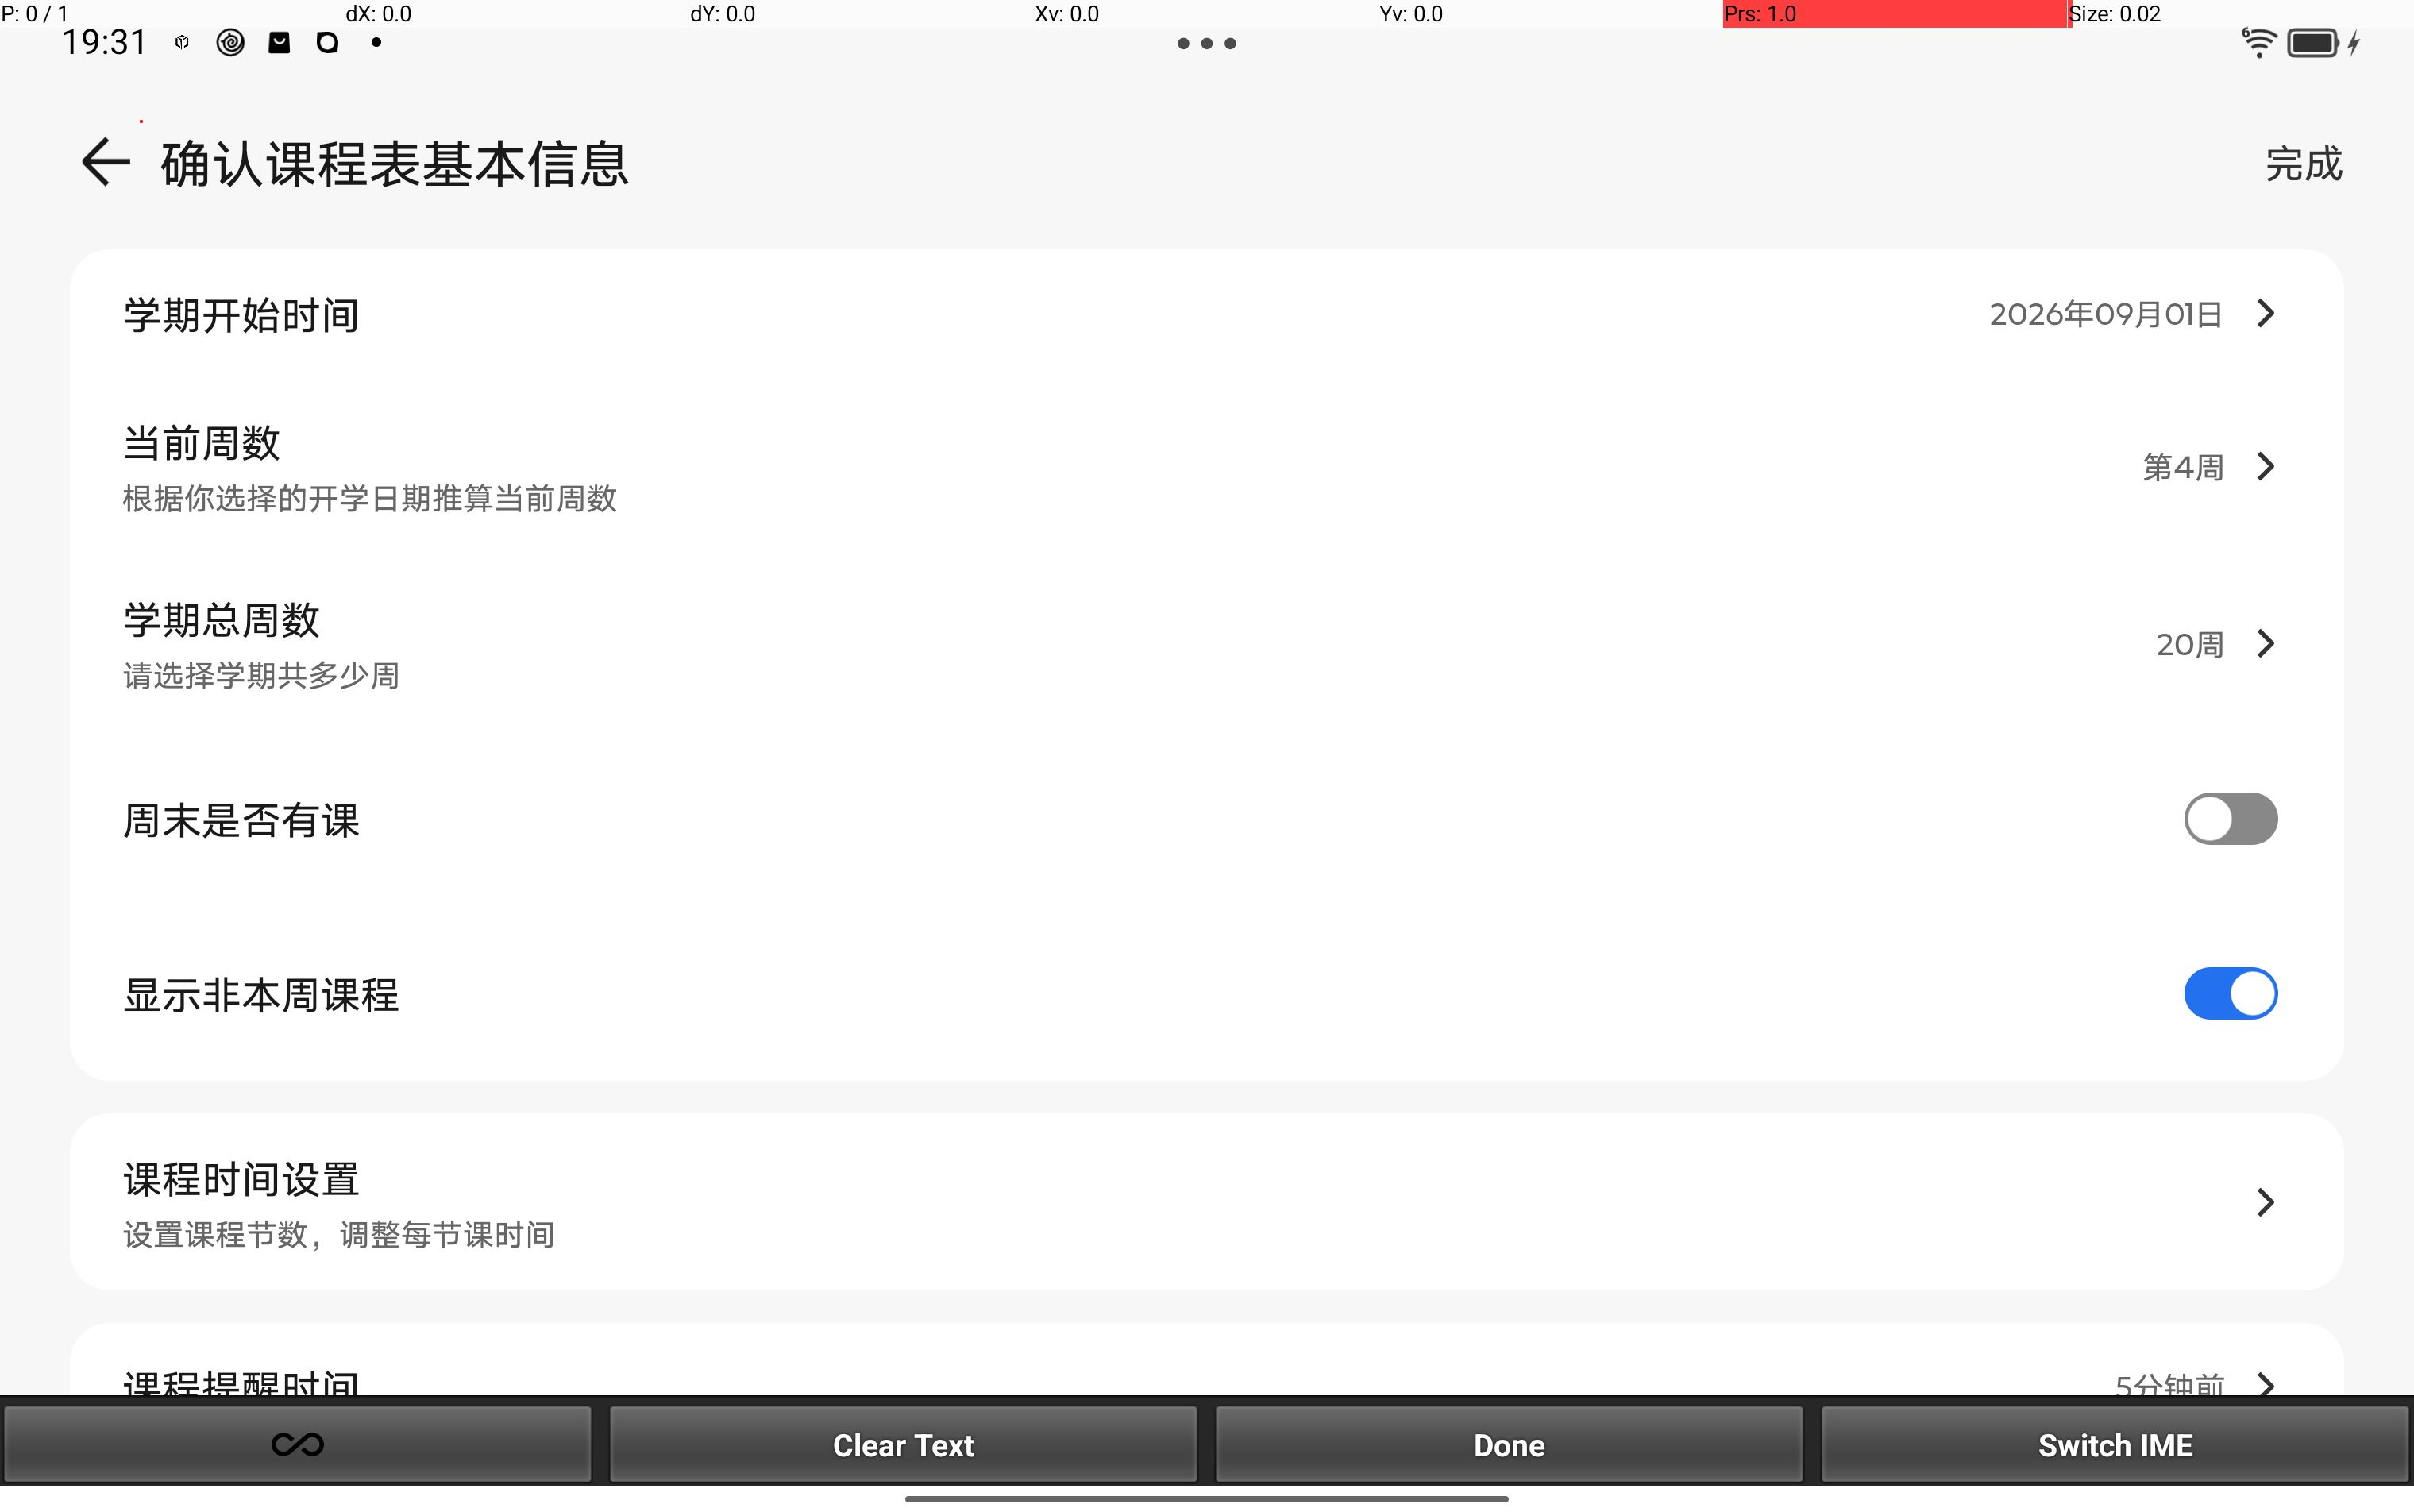 P: 0 / 1 dX: 0.0 dY: 0.0 Xv: 0.0 Yv: 0.0 Prs: 1.0 Size: 0.02
19:31 6
确认课程表基本信息 完成
学期开始时间 2026年09月01日
当前周数 第4周
根据你选择的开学日期推算当前周数
学期总周数 20周
请选择学期共多少周
周末是否有课
显示非本周课程
课程时间设置
设置课程节数，调整每节课时间
课程提醒时间 5分钟前
Clear Text Done Switch IME